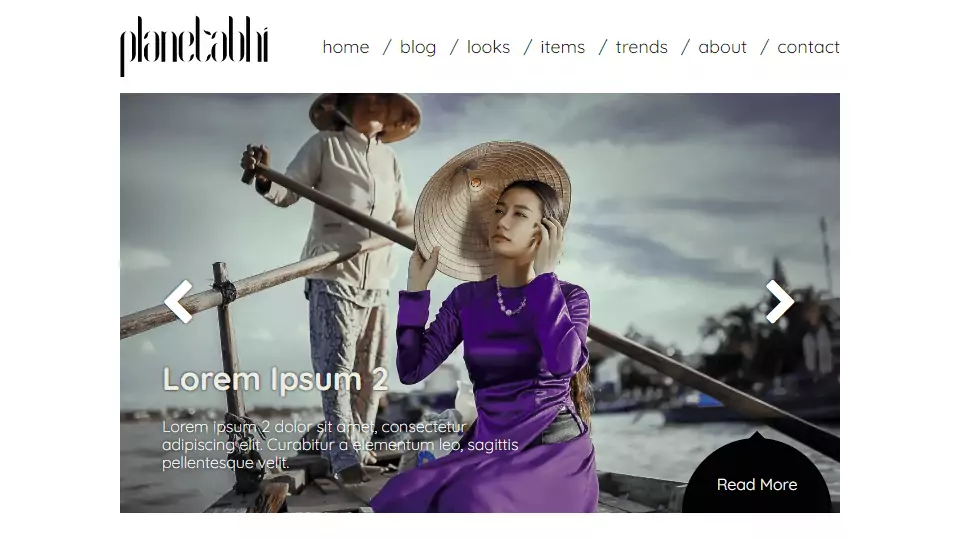 planetabhi
home / blog / looks / items / trends / about / contact
Lorem Ipsum 2
Lorem ipsum 2 dolor sit amet, consectetur
adipiscing elit. Curabitur a elementum leo, sagittis
pellentesque velit.
Read More